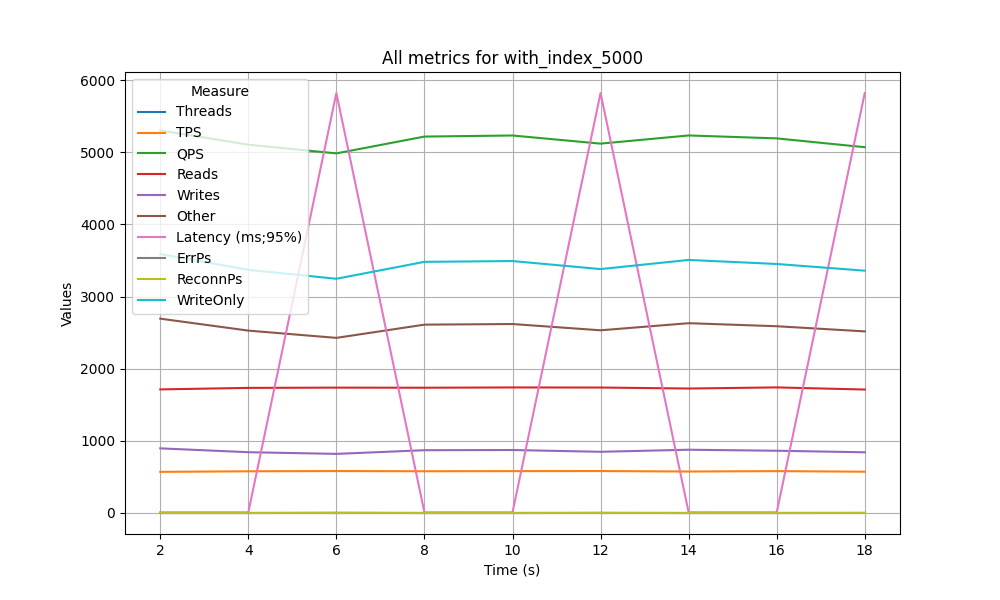 All metrics for with_index_5000
Values
6000
5000
4000
3000
2000
1000
0
Measure
Threads
TPS
QPS
Reads
Writes
Other
Latency (ms;95%)
ErrPs
ReconnPs
WriteOnly
2 4 6 8 10 12 14 16 18
Time (s)